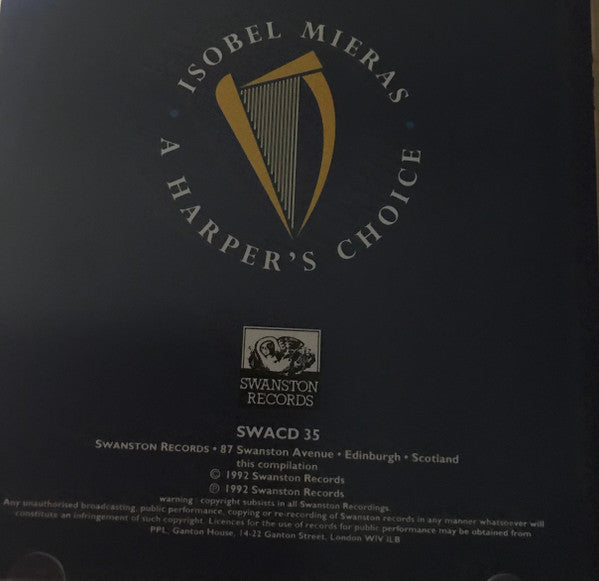 ISOBEL MIERAS
A HARPER'S CHOICE
SWANSTON
RECORDS
SWACD 35
SWANSTON RECORDS • 87 Swanston Avenue • Edinburgh • Scotland
this compilation
© 1992 Swanston Records
℗ 1992 Swanston Records
warning: copyright subsists in all Swanston Recordings
Any unauthorised broadcasting, public performance, copying or re-recording of Swanston records in any manner whatsoever will
constitute an infringement of such copyright. Licences for the use of records for public performance may be obtained from
PPL, Ganton House, 14-22 Ganton Street, London W1V 1LB